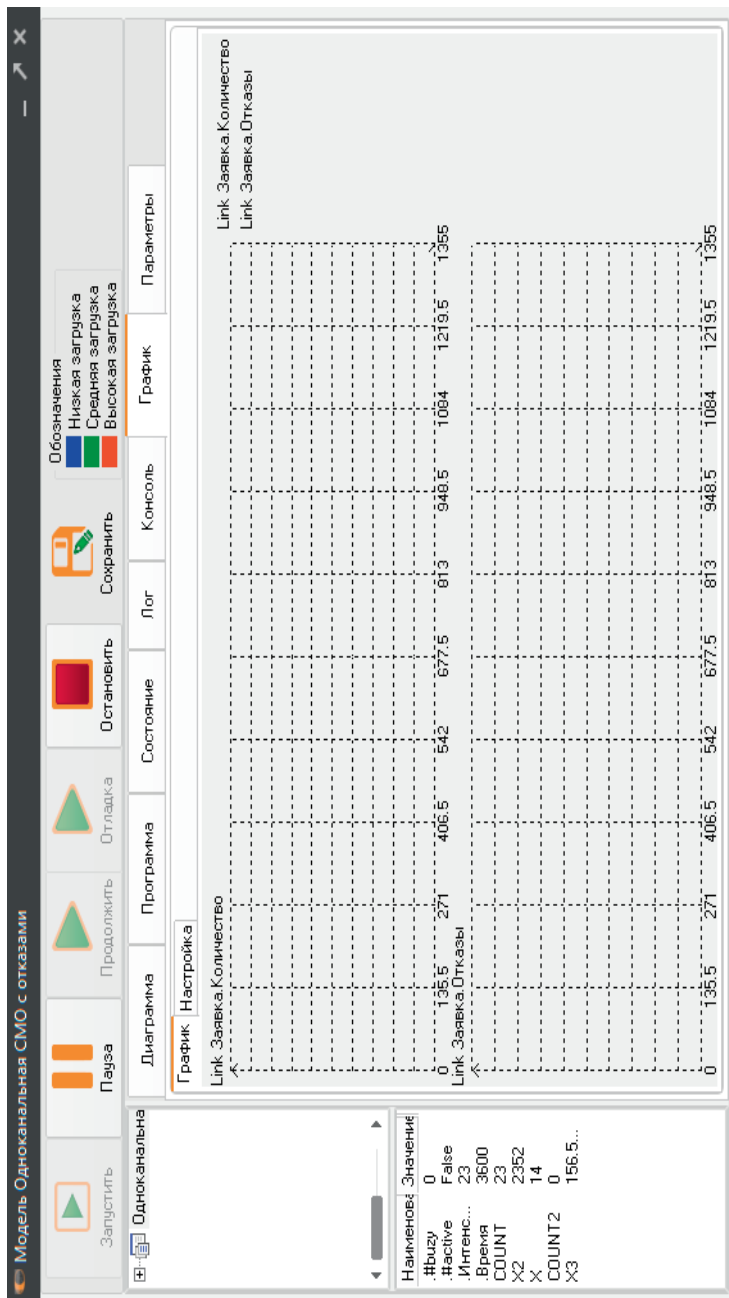 Модель Одноканальная СМО с отказами
Запустить
Пауза
Продолжить
Отладка
Остановить
Сохранить
Обозначения
Низкая загрузка
Средняя загрузка
Высокая загрузка
Одноканальна
Диаграмма
Программа
Состояние
Лог
Консоль
График
Параметры
График
Настройка
Link Заявка.Количество
Link Заявка.Количество
Link Заявка.Отказы
0 135.5 271 406.5 542 677.5 813 948.5 1084 1219.5 1355
Link Заявка.Отказы
0 135.5 271 406.5 542 677.5 813 948.5 1084 1219.5 1355
Наименова Значение
.#buzy 0
.#active False
.Интенс... 23
.Время 3600
COUNT 23
X2 2352
X 14
COUNT2 0
X3 156.5...